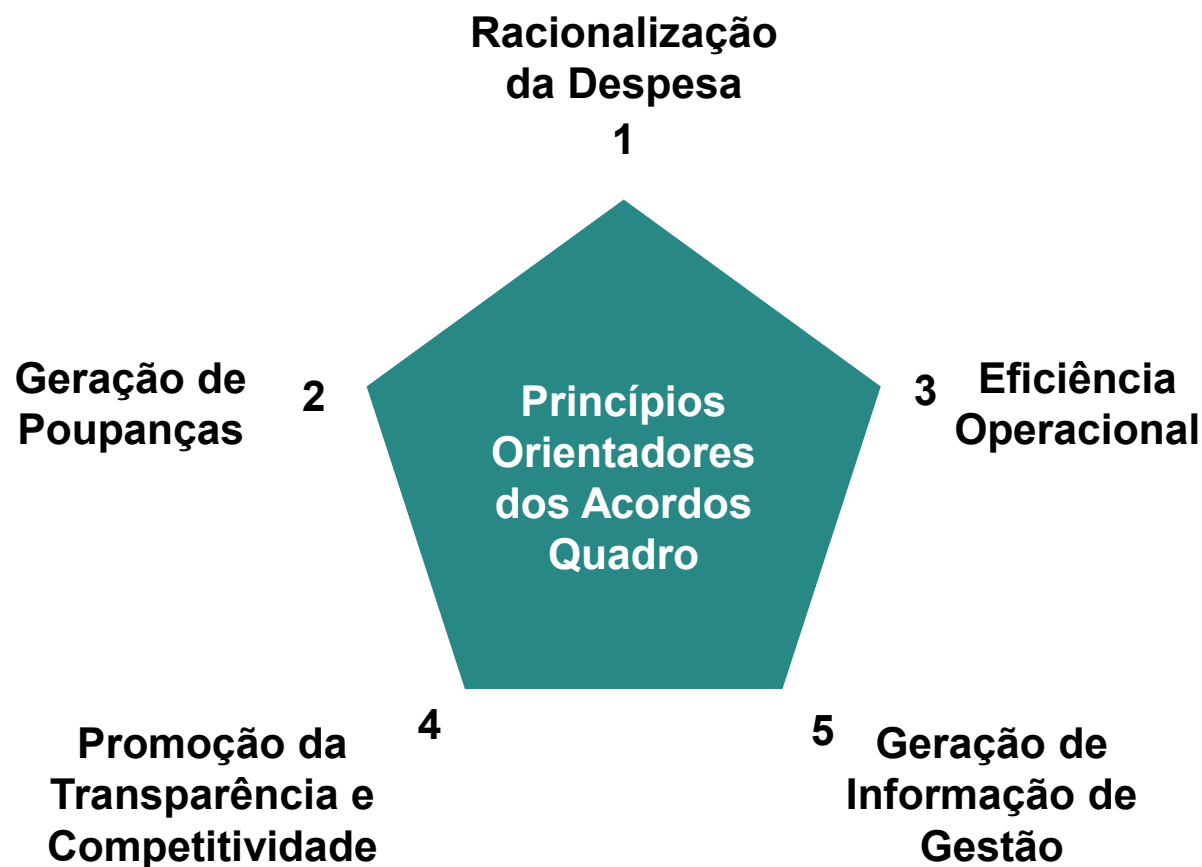 Racionalização
da Despesa
1
Geração de
Poupanças
2
Princípios
Orientadores
dos Acordos
Quadro
3
Eficiência
Operacional
4
Promoção da
Transparência e
Competitividade
5
Geração de
Informação de
Gestão